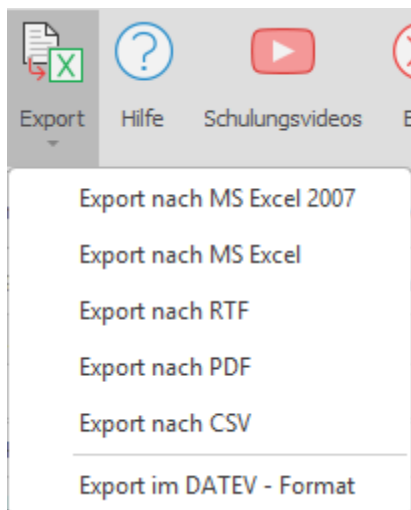 Export
Hilfe
Schulungsvideos
Export nach MS Excel 2007
Export nach MS Excel
Export nach RTF
Export nach PDF
Export nach CSV
Export im DATEV - Format